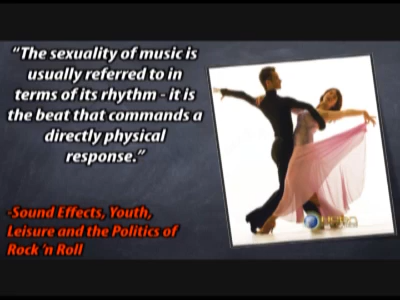 “The sexuality of music is
usually referred to in
terms of its rhythm - it is
the beat that commands a
directly physical
response.”
-Sound Effects, Youth,
Leisure and the Politics of
Rock ’n Roll